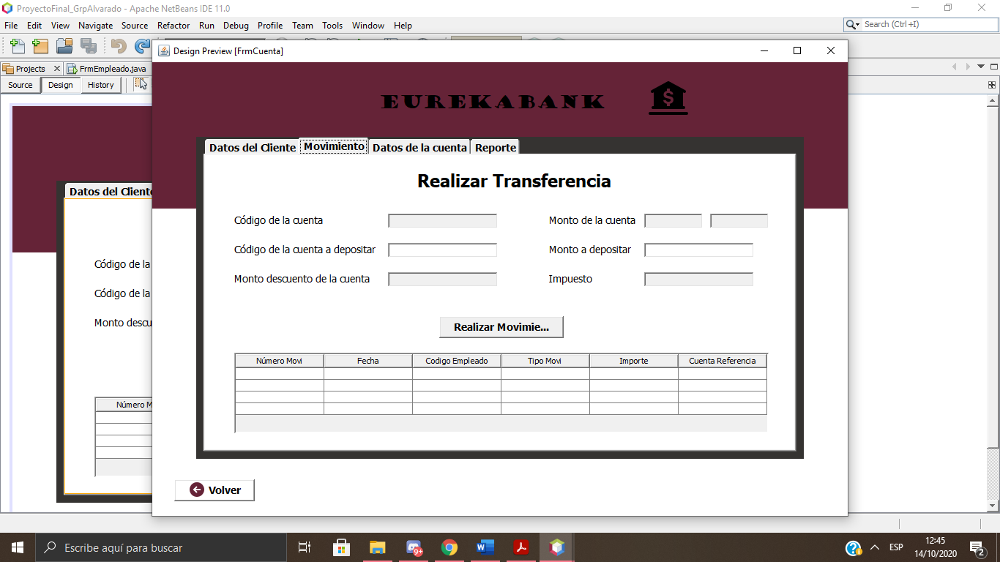 ProyectoFinal_GrpAlvarado - Apache NetBeans IDE 11.0
File Edit View Navigate Source Refactor Run Debug Profile Team Tools Window Help
Search (Ctrl+I)
Design Preview [FrmCuenta]
Projects FrmEmpleado.java
Source Design History
EUREKABANK
$
Datos del Cliente Movimiento Datos de la cuenta Reporte
Realizar Transferencia
Datos del Cliente
Código de la cuenta Monto de la cuenta
Código de la cuenta a depositar Monto a depositar
Código de la
Monto descuento de la cuenta Impuesto
Código de la
Monto descu
Realizar Movimie...
Número Movi Fecha Codigo Empleado Tipo Movi Importe Cuenta Referencia
Número M
Volver
Escribe aquí para buscar
9+
ESP
12:45
14/10/2020
2